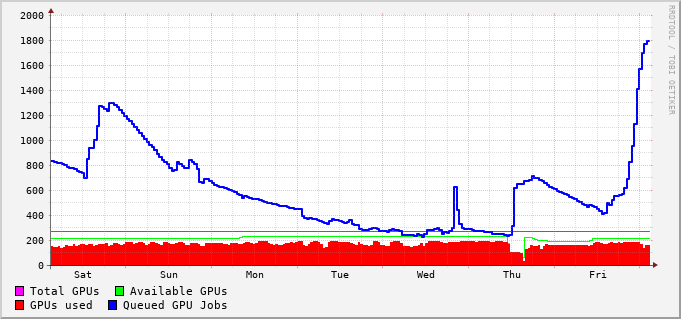 RRDTOOL / TOBI OETIKER
2000
1800
1600
1400
1200
1000
800
600
400
200
0
Sat Sun Mon Tue Wed Thu Fri
Total GPUs Available GPUs
GPUs used Queued GPU Jobs